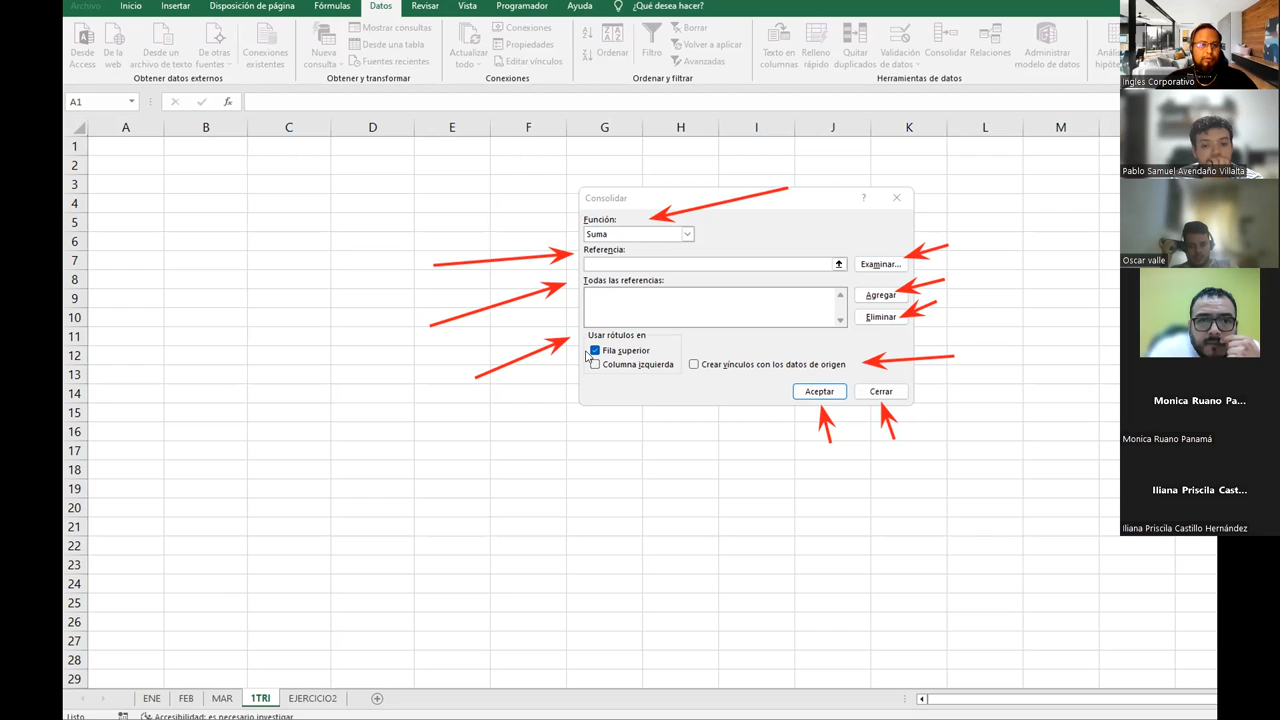 Archivo Inicio Insertar Disposición de página Fórmulas Datos Revisar Vista Programador Ayuda ¿Qué desea hacer?
Desde Access
De la web
Desde un archivo de texto
De otras fuentes
Conexiones existentes
Obtener datos externos
Nueva consulta
Mostrar consultas
Desde una tabla
Fuentes recientes
Obtener y transformar
Actualizar todo
Conexiones
Propiedades
Editar vínculos
Conexiones
Ordenar
Filtro
Borrar
Volver a aplicar
Avanzadas
Ordenar y filtrar
Texto en columnas
Relleno rápido
Quitar duplicados
Validación de datos
Consolidar
Relaciones
Administrar modelo de datos
Herramientas de datos
A1
fx
A B C D E F G H I J K L M
1
2
3
4
5
6
7
8
9
10
11
12
13
14
15
16
17
18
19
20
21
22
23
24
25
26
27
28
29
Consolidar ? ×
Función:
Suma
Referencia:
Examinar...
Todas las referencias:
Agregar
Eliminar
Usar rótulos en
Fila superior
Columna izquierda Crear vínculos con los datos de origen
Aceptar Cerrar
ENE FEB MAR 1TRI EJERCICIO2
Listo Accesibilidad: es necesario investigar
Ingles Corporativo
Pablo Samuel Avendaño Villalta
Oscar valle
Monica Ruano Pa...
Monica Ruano Panamá
Iliana Priscila Cast...
Iliana Priscila Castillo Hernández